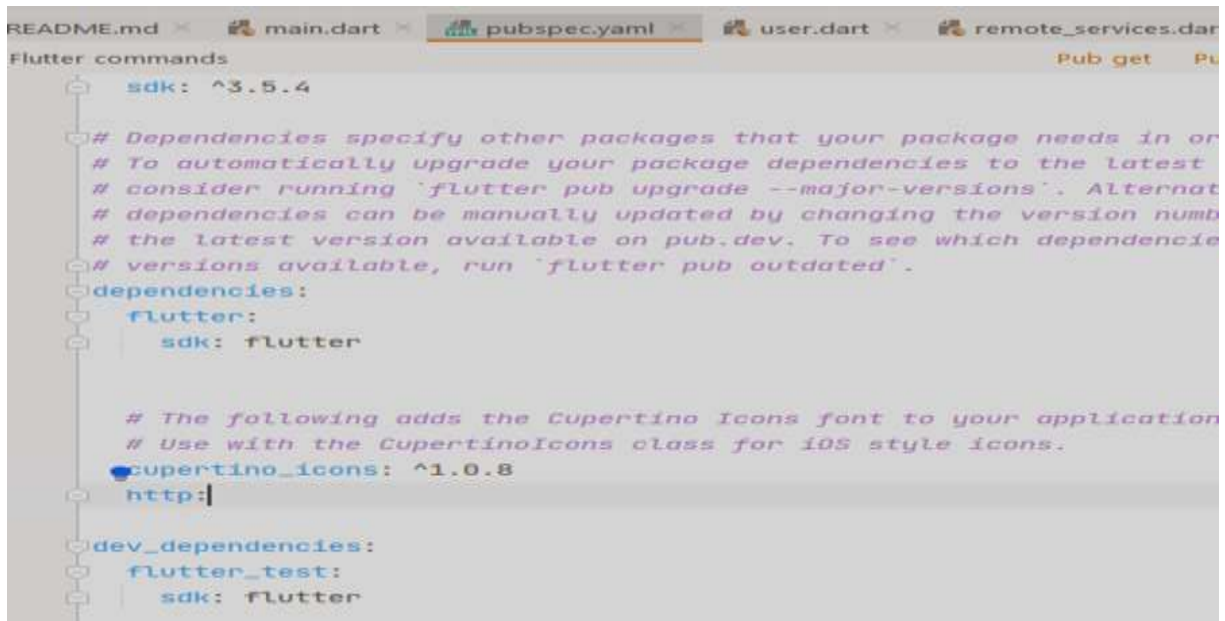 README.md main.dart pubspec.yaml user.dart remote_services.dar
Flutter commands Pub get Pu
sdk: ^3.5.4
# Dependencies specify other packages that your package needs in or
# To automatically upgrade your package dependencies to the latest
# consider running `flutter pub upgrade --major-versions`. Alternat
# dependencies can be manually updated by changing the version numb
# the latest version available on pub.dev. To see which dependencie
# versions available, run `flutter pub outdated`.
dependencies:
flutter:
sdk: flutter
# The following adds the Cupertino Icons font to your application
# Use with the CupertinoIcons class for iOS style icons.
cupertino_icons: ^1.0.8
http:
dev_dependencies:
flutter_test:
sdk: flutter